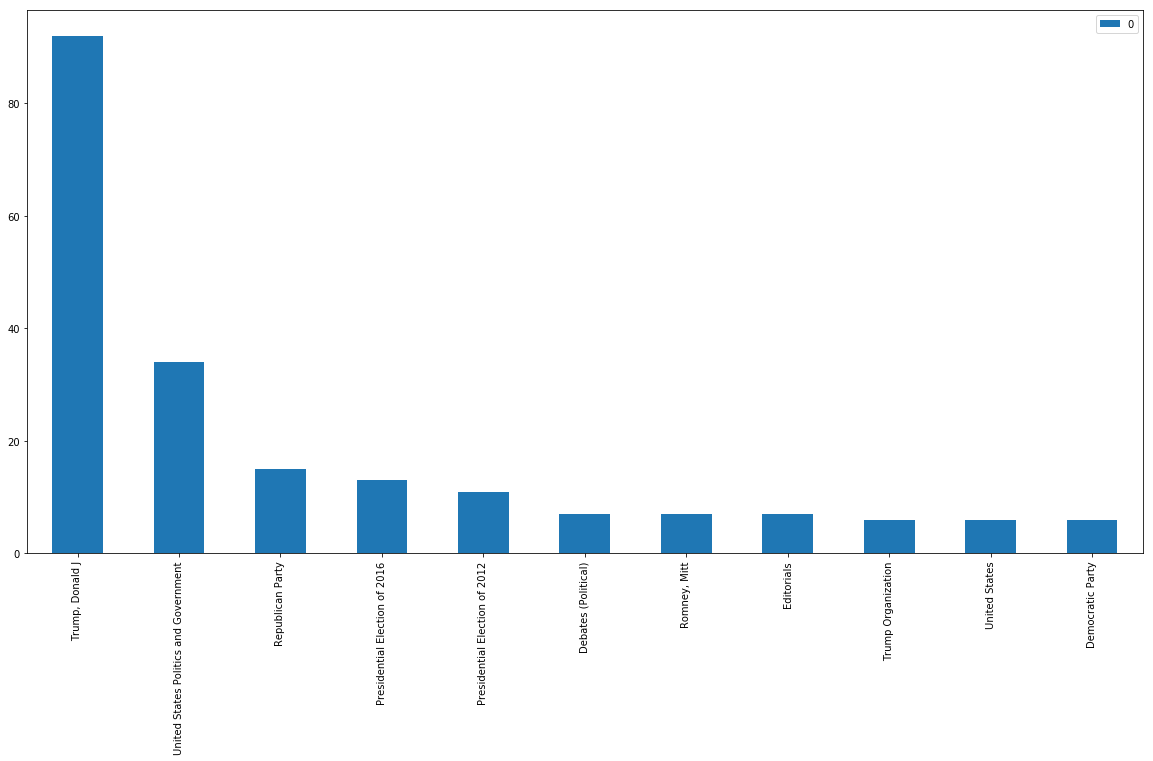 0
80
60
40
20
0
Trump, Donald J
United States Politics and Government
Republican Party
Presidential Election of 2016
Presidential Election of 2012
Debates (Political)
Romney, Mitt
Editorials
Trump Organization
United States
Democratic Party